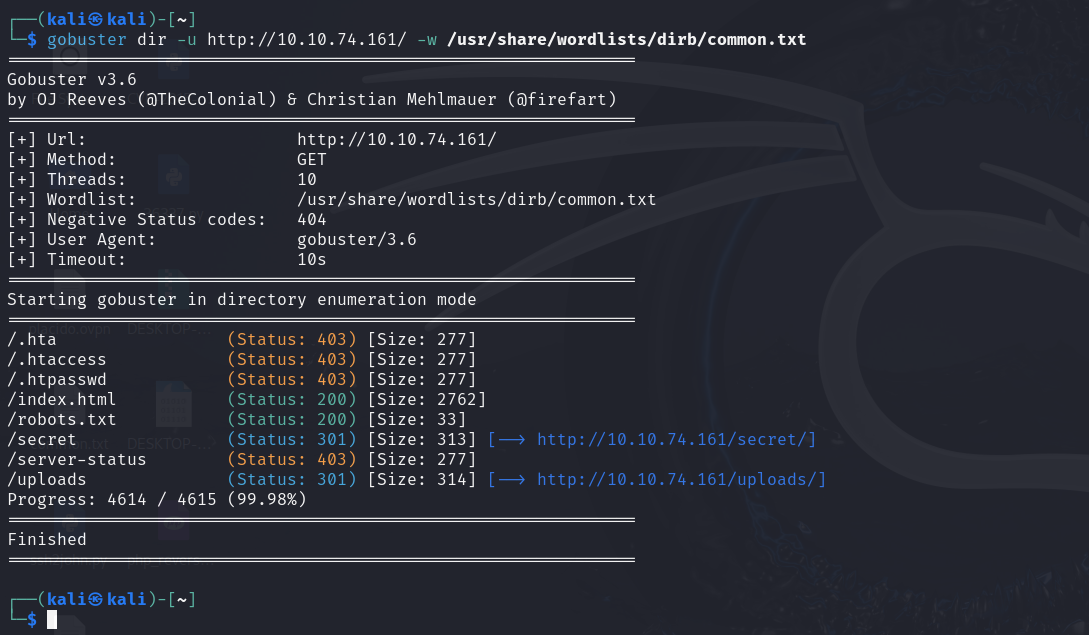 ┌──(kali㉿kali)-[~]
└─$ gobuster dir -u http://10.10.74.161/ -w /usr/share/wordlists/dirb/common.txt
===============================================================
Gobuster v3.6
by OJ Reeves (@TheColonial) & Christian Mehlmauer (@firefart)
===============================================================
[+] Url:                     http://10.10.74.161/
[+] Method:                  GET
[+] Threads:                 10
[+] Wordlist:                /usr/share/wordlists/dirb/common.txt
[+] Negative Status codes:   404
[+] User Agent:              gobuster/3.6
[+] Timeout:                 10s
===============================================================
Starting gobuster in directory enumeration mode
===============================================================
/.hta                 (Status: 403) [Size: 277]
/.htaccess            (Status: 403) [Size: 277]
/.htpasswd            (Status: 403) [Size: 277]
/index.html           (Status: 200) [Size: 2762]
/robots.txt           (Status: 200) [Size: 33]
/secret               (Status: 301) [Size: 313] [--> http://10.10.74.161/secret/]
/server-status        (Status: 403) [Size: 277]
/uploads              (Status: 301) [Size: 314] [--> http://10.10.74.161/uploads/]
Progress: 4614 / 4615 (99.98%)
===============================================================
Finished
===============================================================
┌──(kali㉿kali)-[~]
└─$